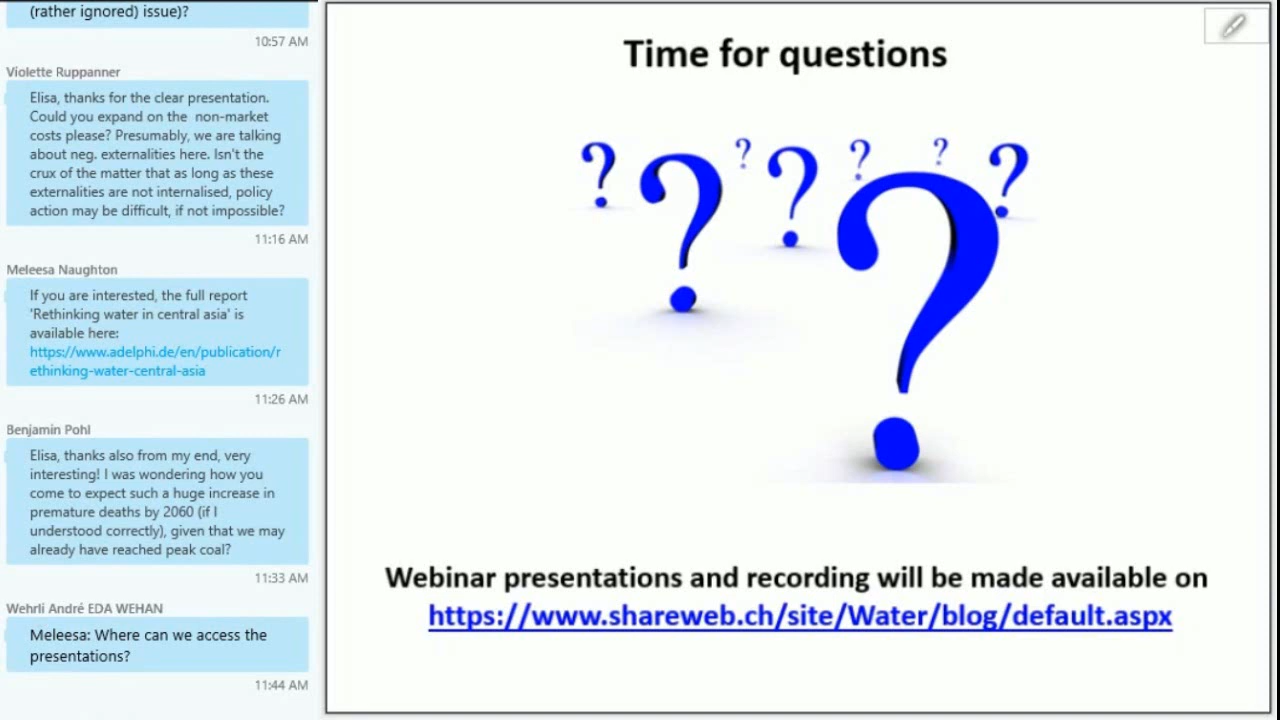 (rather ignored) issue)?
10:57 AM
Violette Ruppanner
Elisa, thanks for the clear presentation.
Could you expand on the non-market
costs please? Presumably, we are talking
about neg. externalities here. Isn't the
crux of the matter that as long as these
externalities are not internalised, policy
action may be difficult, if not impossible?
11:16 AM
Meleesa Naughton
If you are interested, the full report
'Rethinking water in central asia' is
available here:
https://www.adelphi.de/en/publication/r
ethinking-water-central-asia
11:26 AM
Benjamin Pohl
Elisa, thanks also from my end, very
interesting! I was wondering how you
come to expect such a huge increase in
premature deaths by 2060 (if I
understood correctly), given that we may
already have reached peak coal?
11:33 AM
Wehrli André EDA WEHAN
Meleesa: Where can we access the
presentations?
11:44 AM
Time for questions
? ? ? ? ? ? ? ?
Webinar presentations and recording will be made available on
https://www.shareweb.ch/site/Water/blog/default.aspx